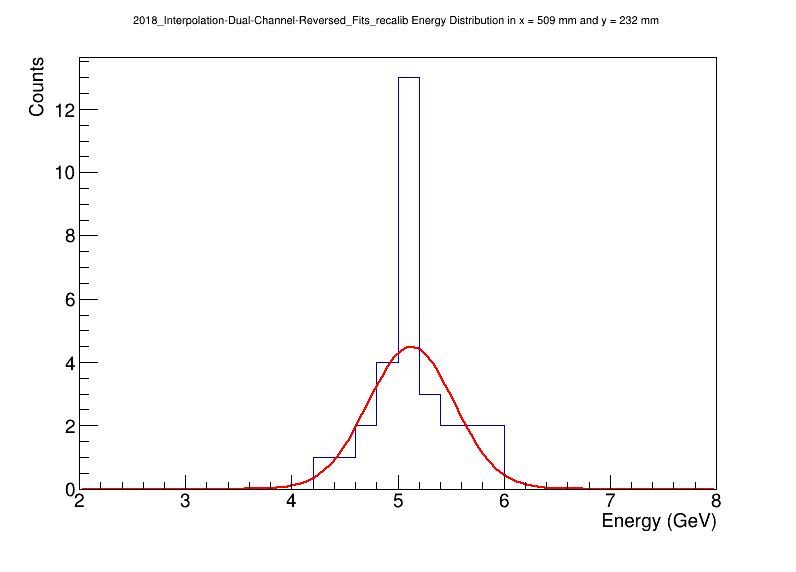 2018_Interpolation-Dual-Channel-Reversed_Fits_recalib Energy Distribution in x = 509 mm and y = 232 mm
Counts
12
10
8
6
4
2
0
2 3 4 5 6 7 8
Energy (GeV)